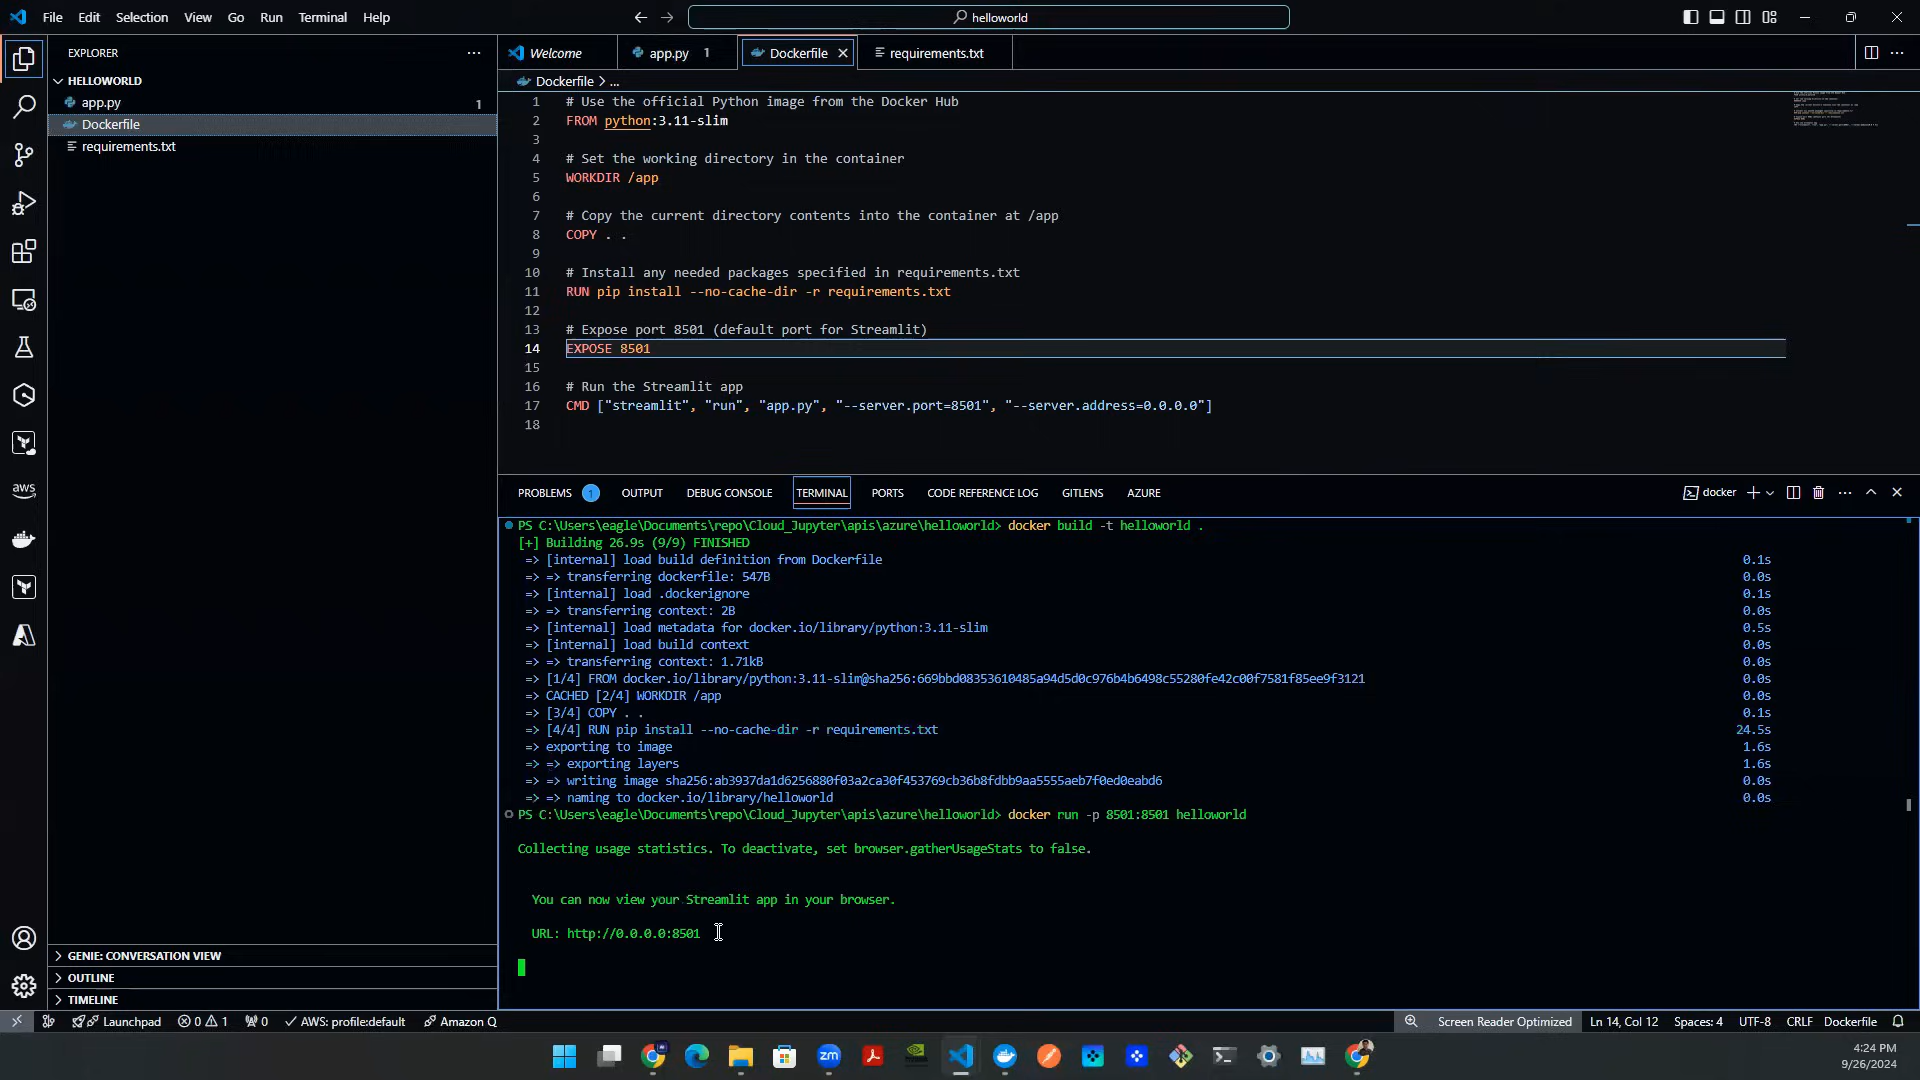 File Edit Selection View Go Run Terminal Help
helloworld
EXPLORER
HELLOWORLD
app.py 1
Dockerfile
requirements.txt
Welcome
app.py 1
Dockerfile
requirements.txt
Dockerfile > ...
1 # Use the official Python image from the Docker Hub
2 FROM python:3.11-slim
3
4 # Set the working directory in the container
5 WORKDIR /app
6
7 # Copy the current directory contents into the container at /app
8 COPY . .
9
10 # Install any needed packages specified in requirements.txt
11 RUN pip install --no-cache-dir -r requirements.txt
12
13 # Expose port 8501 (default port for Streamlit)
14 EXPOSE 8501
15
16 # Run the Streamlit app
17 CMD ["streamlit", "run", "app.py", "--server.port=8501", "--server.address=0.0.0.0"]
18
PROBLEMS 1 OUTPUT DEBUG CONSOLE TERMINAL PORTS CODE REFERENCE LOG GITLENS AZURE
docker
PS C:\Users\eagle\Documents\repo\Cloud_Jupyter\apis\azure\helloworld> docker build -t helloworld .
[+] Building 26.9s (9/9) FINISHED
=> [internal] load build definition from Dockerfile 0.1s
=> => transferring dockerfile: 547B 0.0s
=> [internal] load .dockerignore 0.1s
=> => transferring context: 2B 0.0s
=> [internal] load metadata for docker.io/library/python:3.11-slim 0.5s
=> [internal] load build context 0.0s
=> => transferring context: 1.71kB 0.0s
=> [1/4] FROM docker.io/library/python:3.11-slim@sha256:669bbd08353610485a94d5d0c976b4b6498c55280fe42c00f7581f85ee9f3121 0.0s
=> CACHED [2/4] WORKDIR /app 0.0s
=> [3/4] COPY . . 0.1s
=> [4/4] RUN pip install --no-cache-dir -r requirements.txt 24.5s
=> exporting to image 1.6s
=> => exporting layers 1.6s
=> => writing image sha256:ab3937da1d6256880f03a2ca30f453769cb36b8fdbb9aa5555aeb7f0ed0eabd6 0.0s
=> => naming to docker.io/library/helloworld 0.0s
PS C:\Users\eagle\Documents\repo\Cloud_Jupyter\apis\azure\helloworld> docker run -p 8501:8501 helloworld
Collecting usage statistics. To deactivate, set browser.gatherUsageStats to false.
You can now view your Streamlit app in your browser.
URL: http://0.0.0.0:8501
aws
GENIE: CONVERSATION VIEW
OUTLINE
TIMELINE
Launchpad 0 1 0 AWS: profile:default Amazon Q
Screen Reader Optimized Ln 14, Col 12 Spaces: 4 UTF-8 CRLF Dockerfile
zm
4:24 PM
9/26/2024